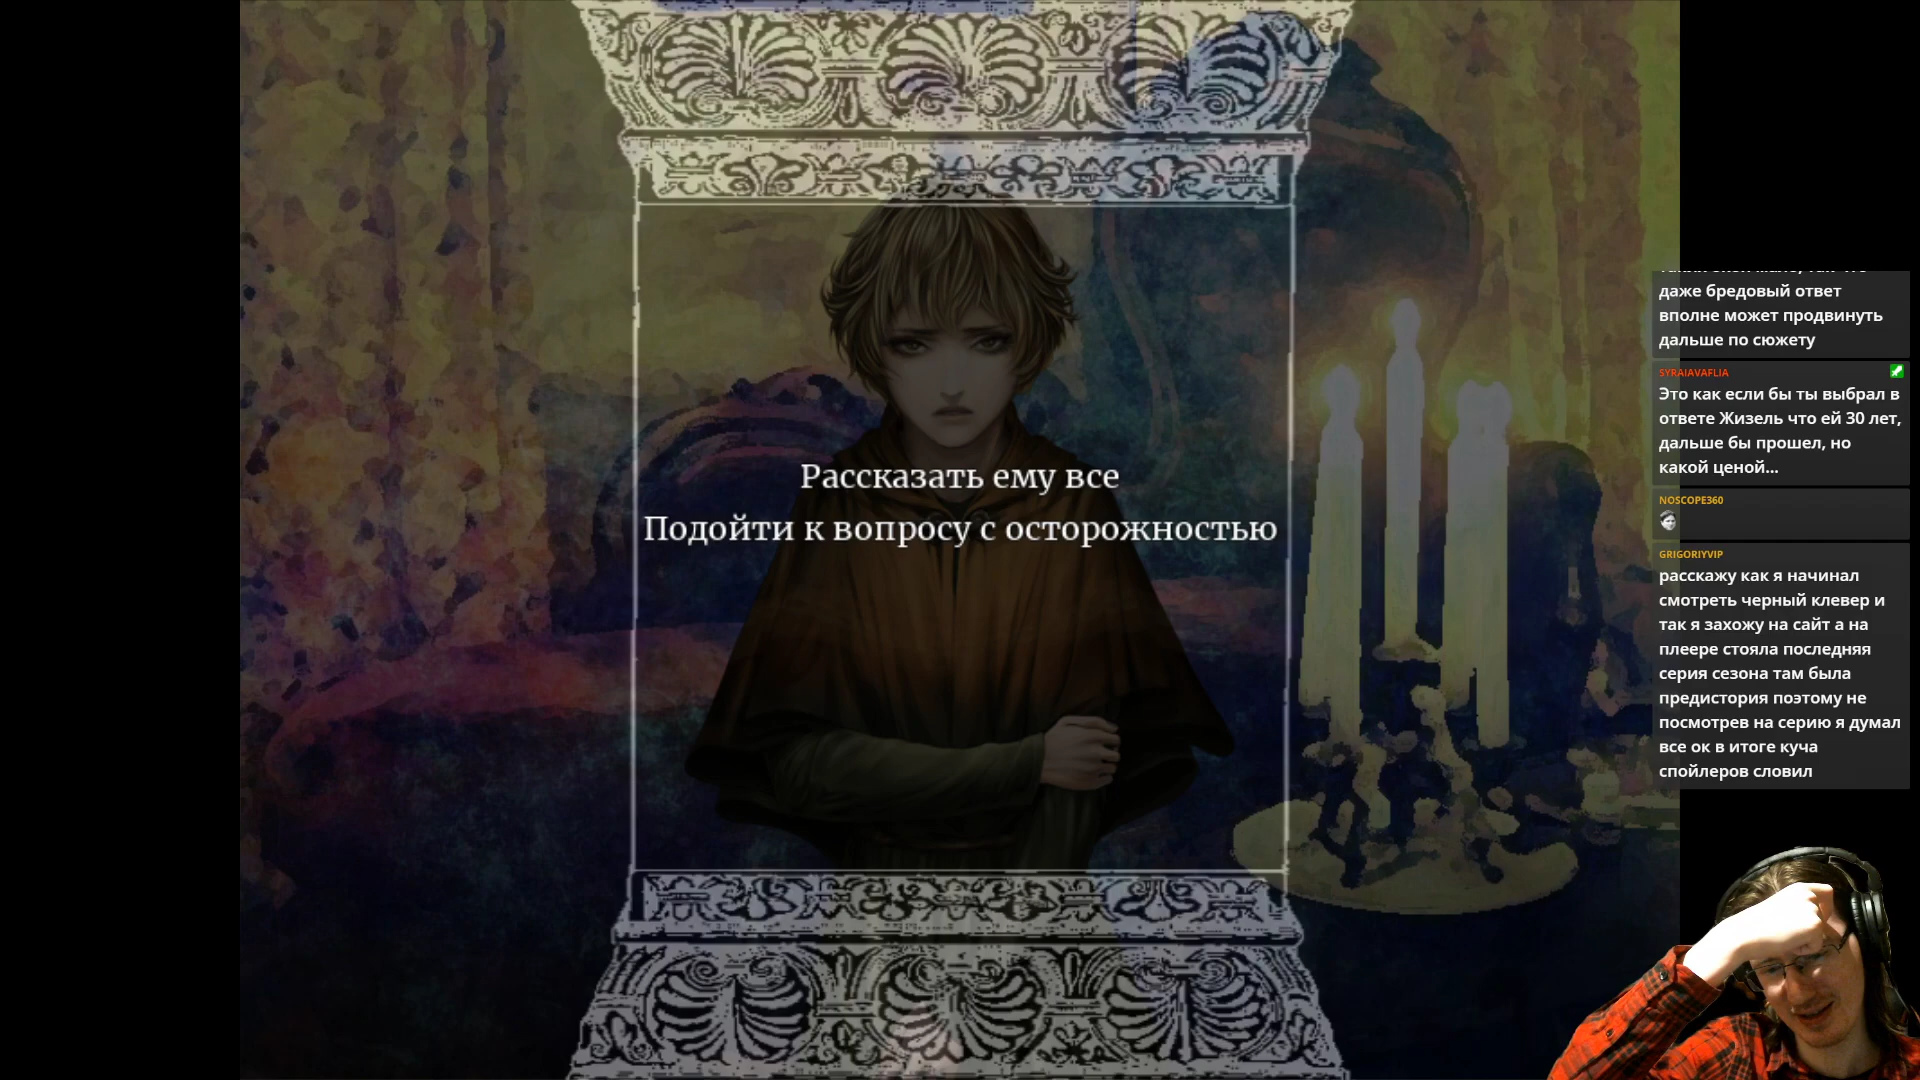 Рассказать ему все
Подойти к вопросу с осторожностью
даже бредовый ответ
вполне может продвинуть
дальше по сюжету
SYRAIAVAFLIA
Это как если бы ты выбрал в
ответе Жизель что ей 30 лет,
дальше бы прошел, но
какой ценой...
NOSCOPE360
GRIGORIYVIP
расскажу как я начинал
смотреть черный клевер и
так я захожу на сайт а на
плеере стояла последняя
серия сезона там была
предистория поэтому не
посмотрев на серию я думал
все ок в итоге куча
спойлеров словил